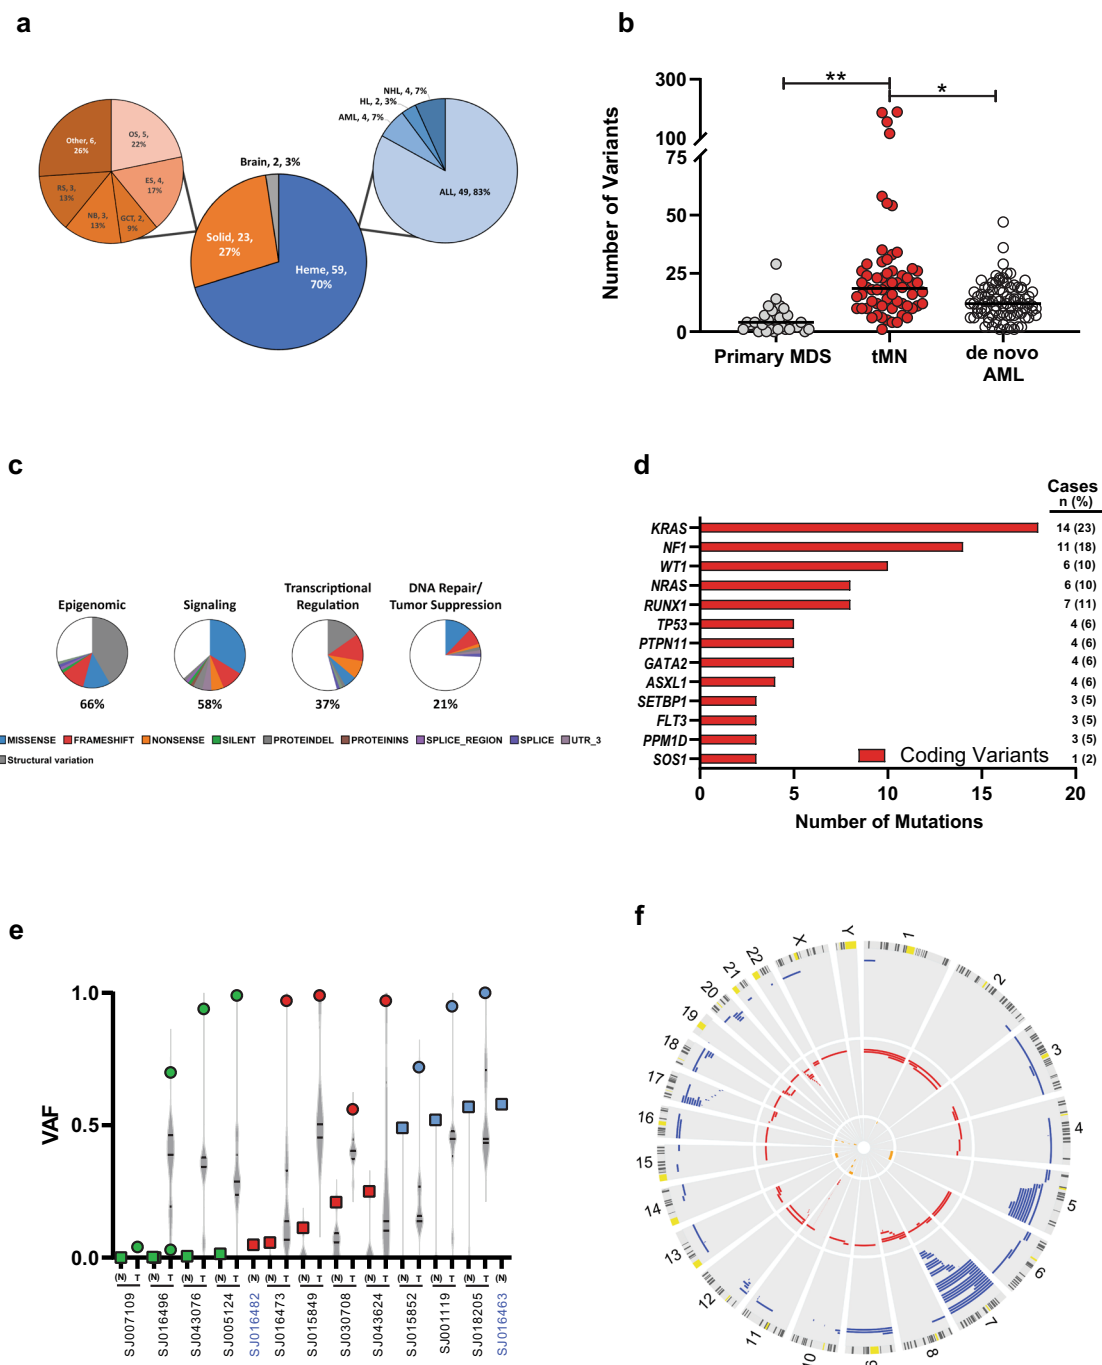 a
Other, 6,
26%
OS, 5,
22%
ES, 4,
17%
GCT, 2,
9%
NB, 3,
13%
RS, 3,
13%
Brain, 2, 3%
Solid, 23,
27%
Heme, 59,
70%
NHL, 4, 7%
HL, 2, 3%
AML, 4, 7%
ALL, 49, 83%
b
Number of Variants
300
100
75
50
25
0
**
*
Primary MDS
tMN
de novo
AML
c
Epigenomic
66%
Signaling
58%
Transcriptional
Regulation
37%
DNA Repair/
Tumor Suppression
21%
MISSENSE FRAMESHIFT NONSENSE SILENT PROTEINDEL PROTEININS SPLICE_REGION SPLICE UTR_3
Structural variation
d
Cases
n (%)
KRAS 14 (23)
NF1 11 (18)
WT1 6 (10)
NRAS 6 (10)
RUNX1 7 (11)
TP53 4 (6)
PTPN11 4 (6)
GATA2 4 (6)
ASXL1 4 (6)
SETBP1 3 (5)
FLT3 3 (5)
PPM1D 3 (5)
SOS1 1 (2)
Coding Variants
0 5 10 15 20
Number of Mutations
e
VAF
1.0
0.5
0.0
(N) T (N) T (N) T (N) T (N) (N) T (N) T (N) T (N) T (N) T (N) T (N) T (N)
SJ007109
SJ016496
SJ043076
SJ005124
SJ016482
SJ016473
SJ015849
SJ030708
SJ043624
SJ015852
SJ001119
SJ018205
SJ016463
f
1
2
3
4
5
6
7
8
9
10
11
12
13
14
15
16
17
18
19
20
21
22
X
Y